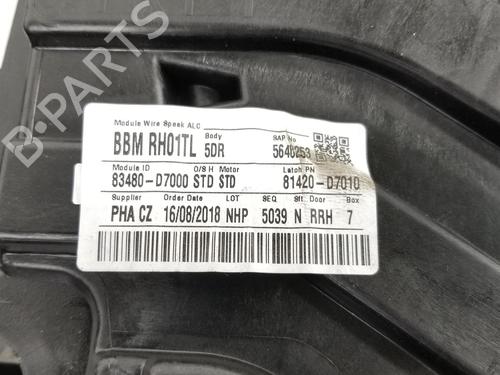 Module Wire Speak ALC Body SAP No
BBM RH01TL 5DR 5640253
Module ID O/S H Motor Latch PN
83480-D7000 STD STD 81420-D7010
Supplier Order Date LOT SEQ Sft Door Box
PHA CZ 16/08/2018 NHP 5039 N RRH 7
B-PARTS